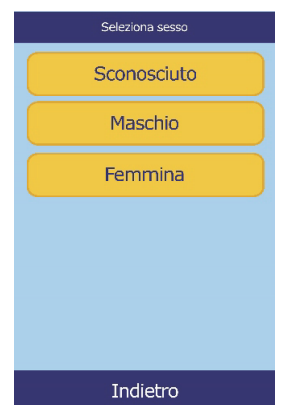 Seleziona sesso
Sconosciuto
Maschio
Femmina
Indietro